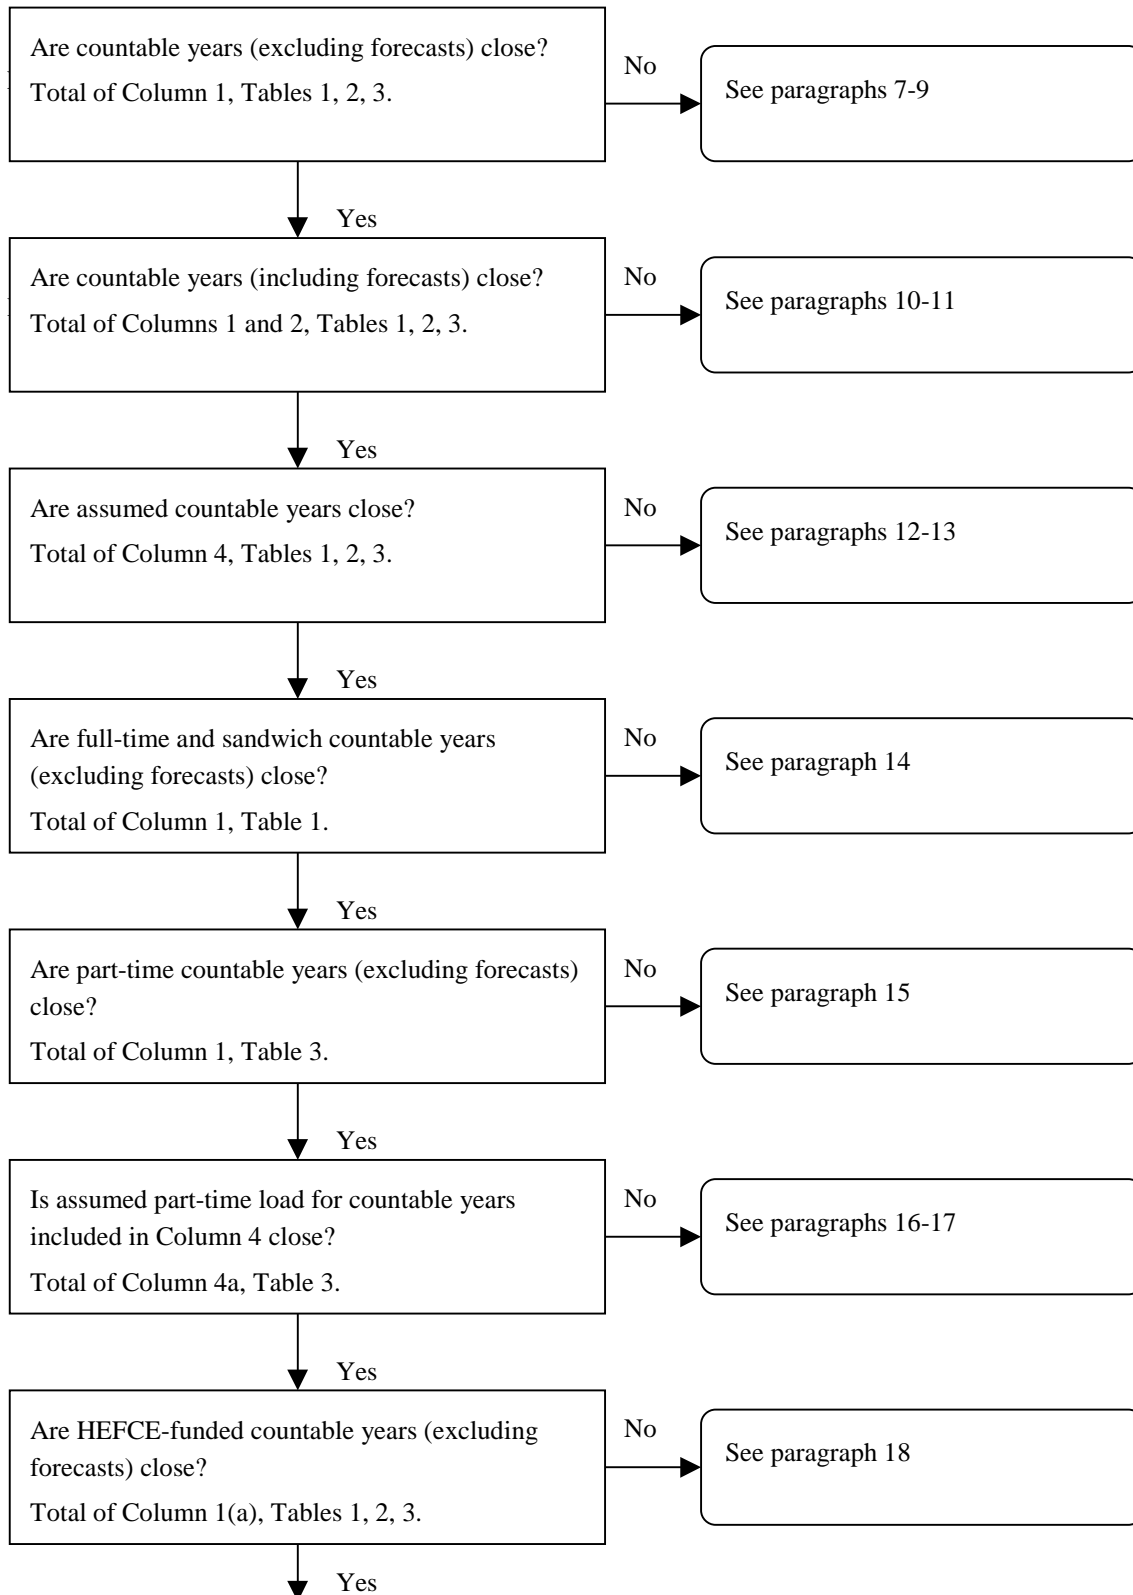 Are countable years (excluding forecasts) close?
Total of Column 1, Tables 1, 2, 3.
No
See paragraphs 7-9
Yes
Are countable years (including forecasts) close?
Total of Columns 1 and 2, Tables 1, 2, 3.
No
See paragraphs 10-11
Yes
Are assumed countable years close?
Total of Column 4, Tables 1, 2, 3.
No
See paragraphs 12-13
Yes
Are full-time and sandwich countable years
(excluding forecasts) close?
Total of Column 1, Table 1.
No
See paragraph 14
Yes
Are part-time countable years (excluding forecasts)
close?
Total of Column 1, Table 3.
No
See paragraph 15
Yes
Is assumed part-time load for countable years
included in Column 4 close?
Total of Column 4a, Table 3.
No
See paragraphs 16-17
Yes
Are HEFCE-funded countable years (excluding
forecasts) close?
Total of Column 1(a), Tables 1, 2, 3.
No
See paragraph 18
Yes